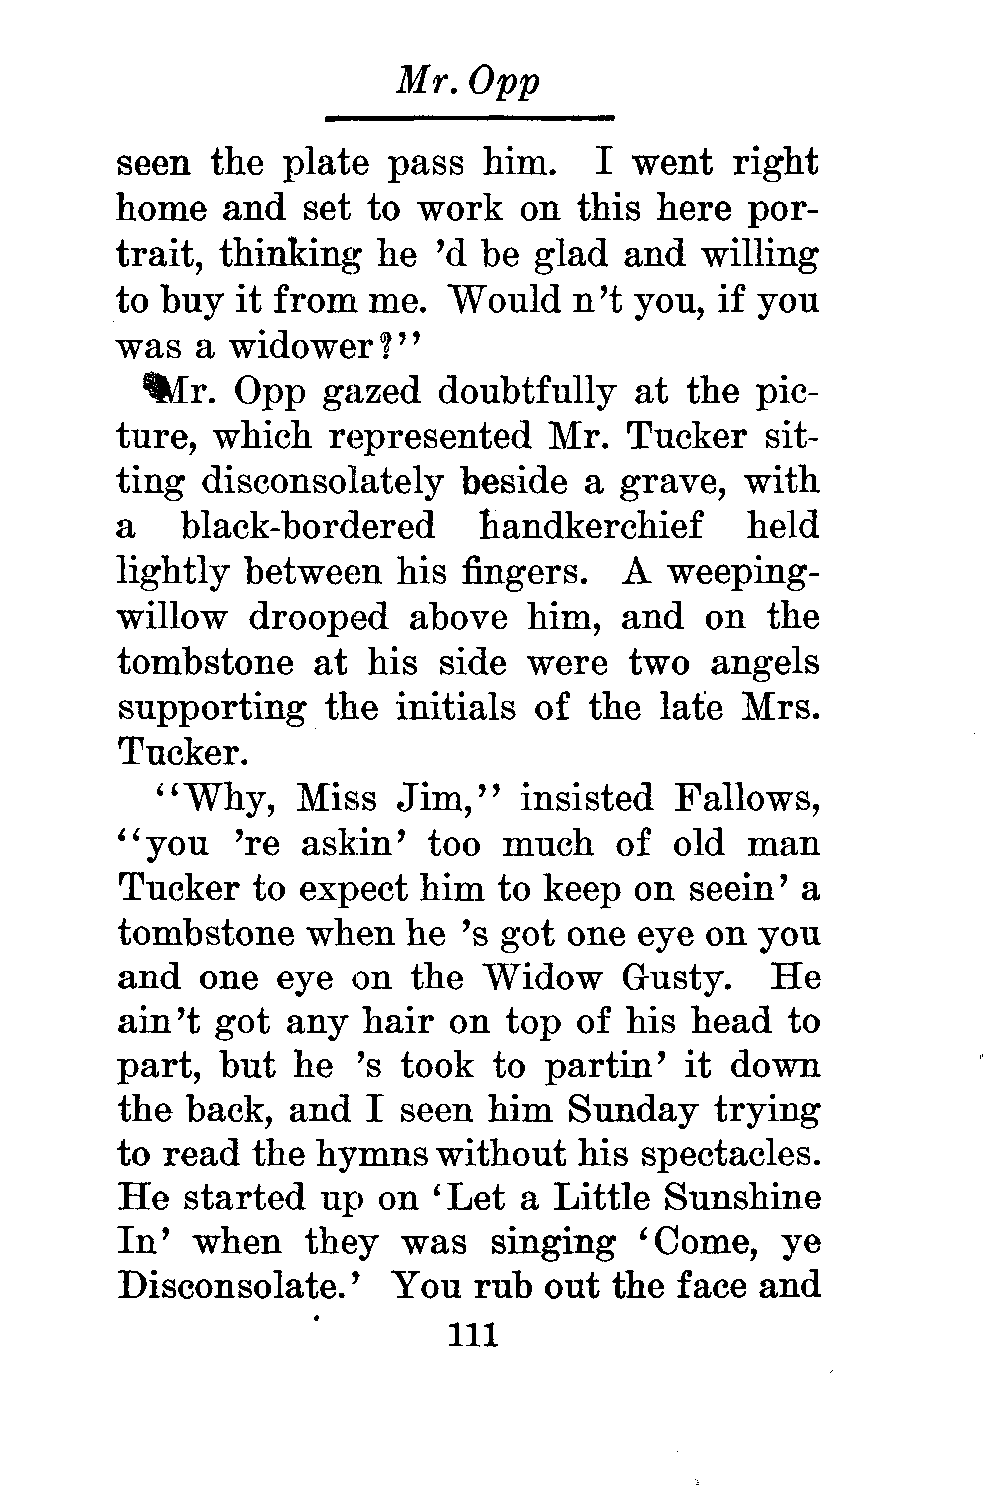 Mr. Opp
seen the plate pass him. I went right
home and set to work on this here por-
trait, thinking he 'd be glad and willing
to buy it from me. Would n't you, if you
was a widower?"
Mr. Opp gazed doubtfully at the pic-
ture, which represented Mr. Tucker sit-
ting disconsolately beside a grave, with
a black-bordered handkerchief held
lightly between his fingers. A weeping-
willow drooped above him, and on the
tombstone at his side were two angels
supporting the initials of the late Mrs.
Tucker.
"Why, Miss Jim," insisted Fallows,
"you 're askin' too much of old man
Tucker to expect him to keep on seein' a
tombstone when he 's got one eye on you
and one eye on the Widow Gusty. He
ain't got any hair on top of his head to
part, but he 's took to partin' it down
the back, and I seen him Sunday trying
to read the hymns without his spectacles.
He started up on 'Let a Little Sunshine
In' when they was singing 'Come, ye
Disconsolate.' You rub out the face and
111